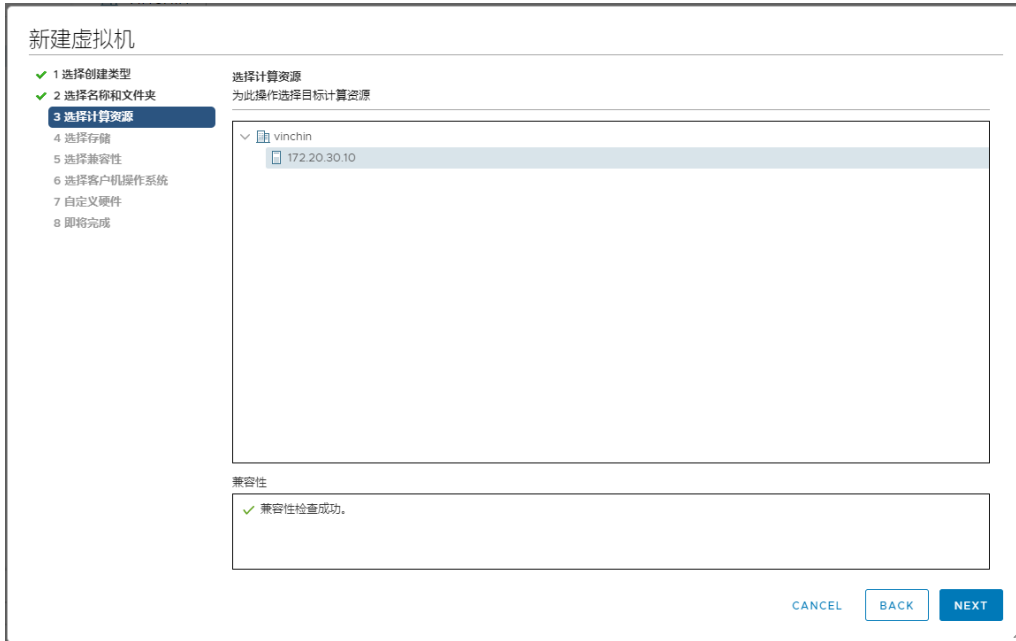 新建虚拟机
1 选择创建类型
2 选择名称和文件夹
3 选择计算资源
4 选择存储
5 选择兼容性
6 选择客户机操作系统
7 自定义硬件
8 即将完成
选择计算资源
为此操作选择目标计算资源
vinchin
172.20.30.10
兼容性
兼容性检查成功。
CANCEL
BACK
NEXT